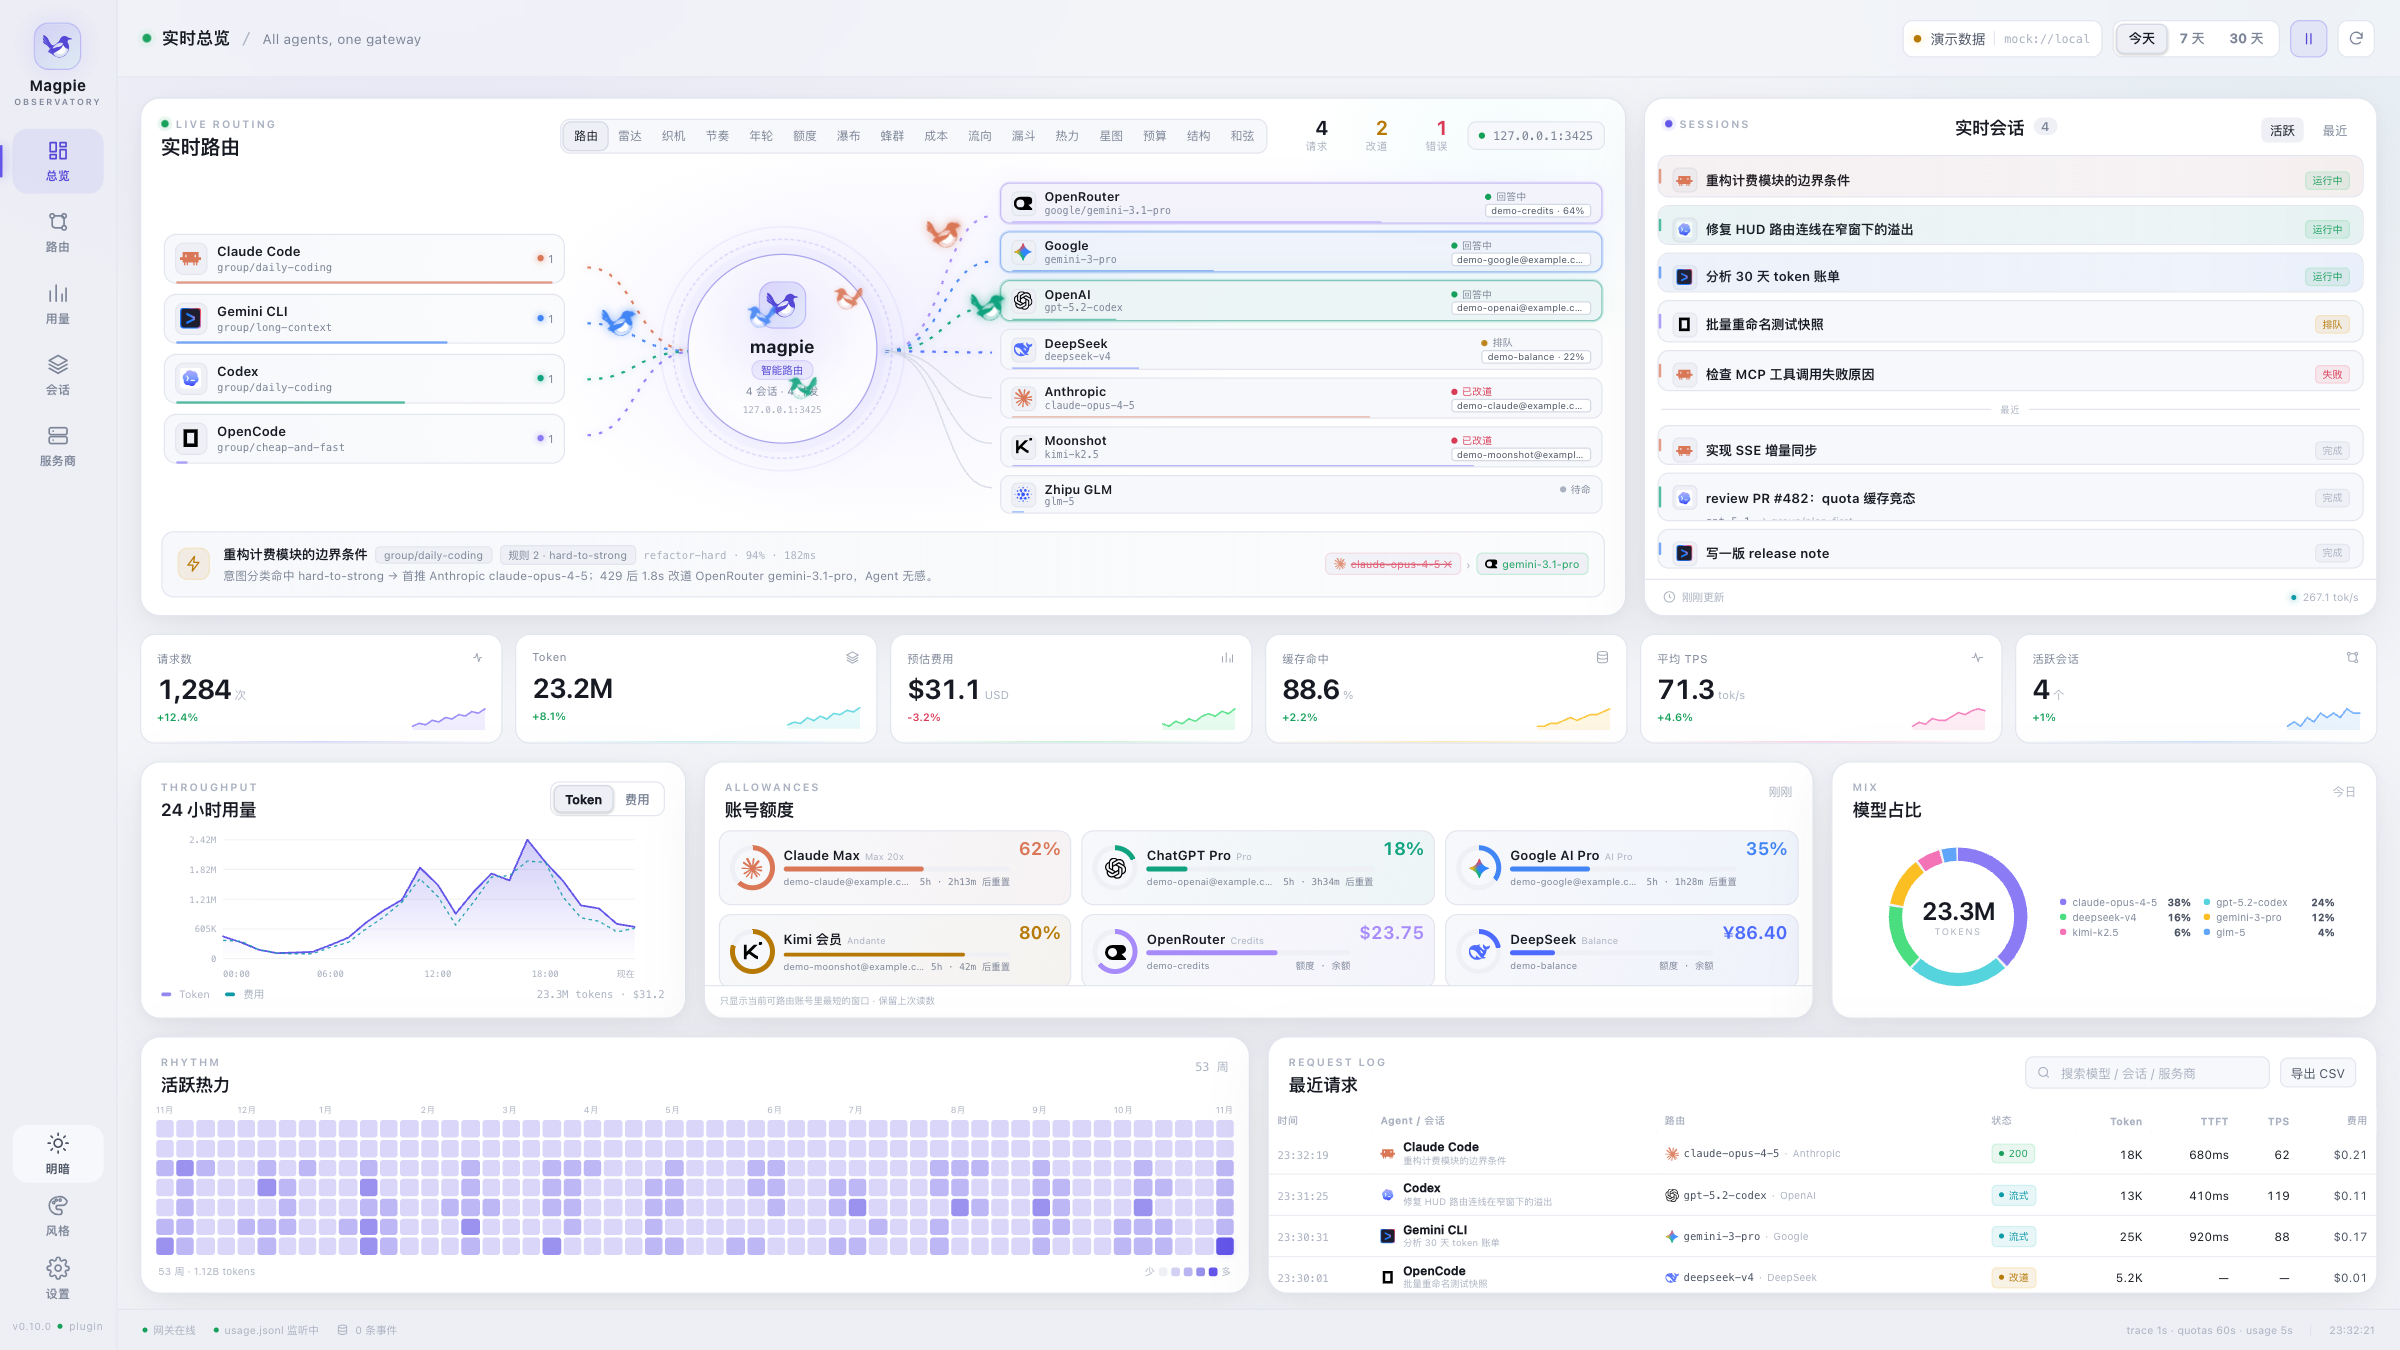 Magpie
OBSERVATORY
总览
路由
用量
会话
服务商
明暗
风格
设置
v0.10.0 plugin
实时总览 / All agents, one gateway
演示数据 mock://local
今天 7 天 30 天
LIVE ROUTING
实时路由
路由 雷达 织机 节奏 年轮 额度 瀑布 蜂群 成本 流向 漏斗 热力 星图 预算 结构 和弦
4 请求
2 改道
1 错误
127.0.0.1:3425
Claude Code 1
group/daily-coding
Gemini CLI 1
group/long-context
Codex 1
group/daily-coding
OpenCode 1
group/cheap-and-fast
magpie
智能路由
4 会话 · 4
127.0.0.1:3425
OpenRouter 回答中
google/gemini-3.1-pro demo-credits · 64%
Google 回答中
gemini-3-pro demo-google@example.c...
OpenAI 回答中
gpt-5.2-codex demo-openai@example.c...
DeepSeek 排队
deepseek-v4 demo-balance · 22%
Anthropic 已改道
claude-opus-4-5 demo-claude@example.c...
Moonshot 已改道
kimi-k2.5 demo-moonshot@exampl...
Zhipu GLM 待命
glm-5
重构计费模块的边界条件 group/daily-coding 规则 2 · hard-to-strong refactor-hard · 94% · 182ms
意图分类命中 hard-to-strong → 首推 Anthropic claude-opus-4-5；429 后 1.8s 改道 OpenRouter gemini-3.1-pro，Agent 无感。
claude-opus-4-5 ✕ › gemini-3.1-pro
SESSIONS
实时会话 4
活跃 最近
重构计费模块的边界条件 运行中
修复 HUD 路由连线在窄窗下的溢出 运行中
分析 30 天 token 账单 运行中
批量重命名测试快照 排队
检查 MCP 工具调用失败原因 失败
最近
实现 SSE 增量同步 完成
review PR #482：quota 缓存竞态 完成
写一版 release note 完成
刚刚更新 267.1 tok/s
请求数
1,284 次
+12.4%
Token
23.2M
+8.1%
预估费用
$31.1 USD
-3.2%
缓存命中
88.6 %
+2.2%
平均 TPS
71.3 tok/s
+4.6%
活跃会话
4 个
+1%
THROUGHPUT
24 小时用量
Token 费用
2.42M
1.82M
1.21M
605K
0
00:00 06:00 12:00 18:00 现在
Token 费用 23.3M tokens · $31.2
ALLOWANCES
账号额度
刚刚
Claude Max Max 20x 62%
demo-claude@example.c... 5h · 2h13m 后重置
ChatGPT Pro Pro 18%
demo-openai@example.c... 5h · 3h34m 后重置
Google AI Pro AI Pro 35%
demo-google@example.c... 5h · 1h28m 后重置
Kimi 会员 Andante 80%
demo-moonshot@example.c... 5h · 42m 后重置
OpenRouter Credits $23.75
demo-credits 额度 · 余额
DeepSeek Balance ¥86.40
demo-balance 额度 · 余额
只显示当前可路由账号里最短的窗口 · 保留上次读数
MIX
模型占比
今日
23.3M
TOKENS
claude-opus-4-5 38% gpt-5.2-codex 24%
deepseek-v4 16% gemini-3-pro 12%
kimi-k2.5 6% glm-5 4%
RHYTHM
活跃热力
53 周
11月 12月 1月 2月 3月 4月 5月 6月 7月 8月 9月 10月 11月
53 周 · 1.12B tokens 少 多
REQUEST LOG
最近请求
搜索模型 / 会话 / 服务商
导出 CSV
时间 Agent / 会话 路由 状态 Token TTFT TPS 费用
23:32:19 Claude Code claude-opus-4-5 · Anthropic 200 18K 680ms 62 $0.21
重构计费模块的边界条件
23:31:25 Codex gpt-5.2-codex · OpenAI 流式 13K 410ms 119 $0.11
修复 HUD 路由连线在窄窗下的溢出
23:30:31 Gemini CLI gemini-3-pro · Google 流式 25K 920ms 88 $0.17
分析 30 天 token 账单
23:30:01 OpenCode deepseek-v4 · DeepSeek 改道 5.2K — — $0.01
批量重命名测试快照
网关在线 usage.jsonl 监听中 0 条事件
trace 1s · quotas 60s · usage 5s 23:32:21